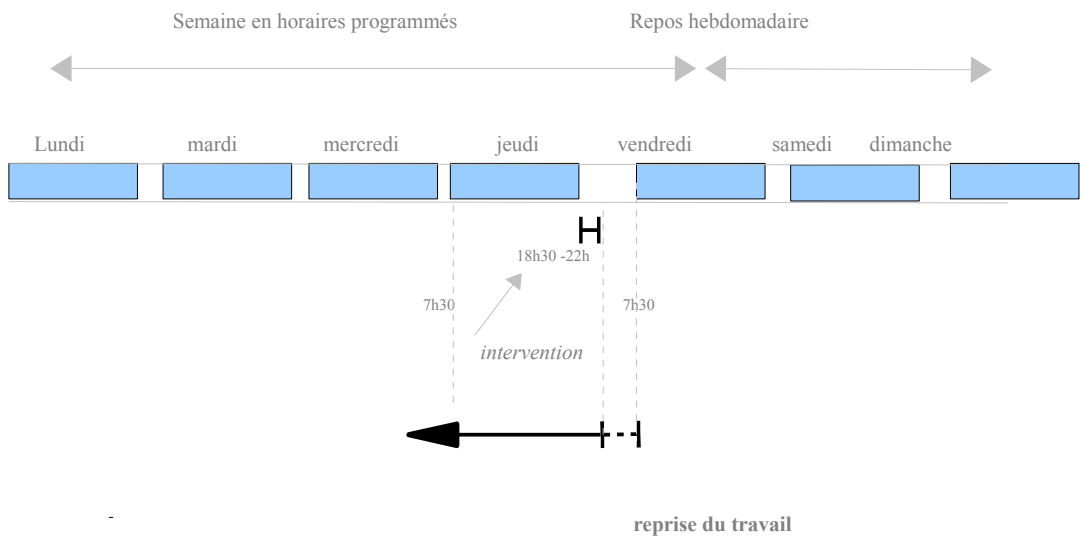 Semaine en horaires programmés Repos hebdomadaire
Lundi mardi mercredi jeudi vendredi samedi dimanche
18h30 -22h
7h30 7h30
intervention
-
reprise du travail